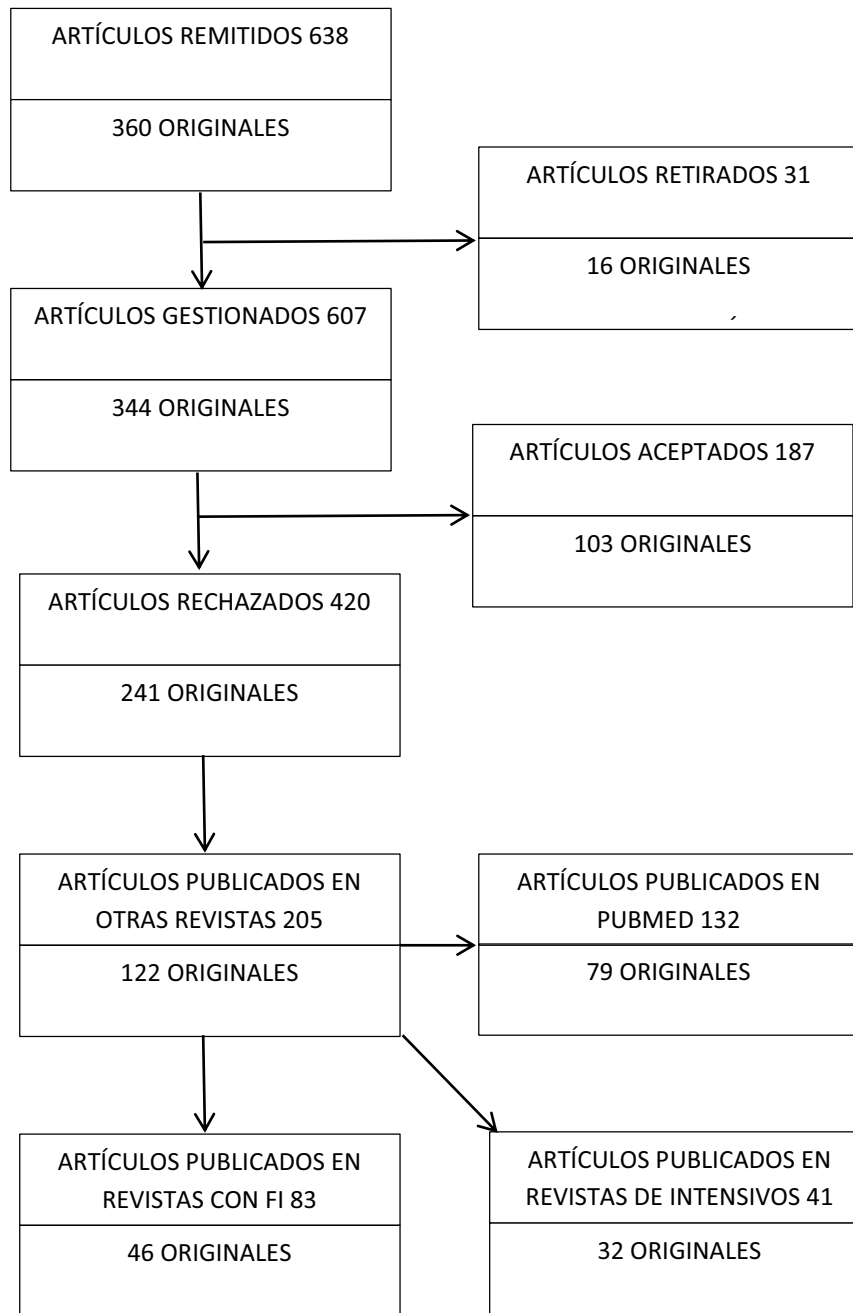 ARTÍCULOS REMITIDOS 638
360 ORIGINALES
ARTÍCULOS RETIRADOS 31
16 ORIGINALES
ARTÍCULOS GESTIONADOS 607
344 ORIGINALES
ARTÍCULOS ACEPTADOS 187
103 ORIGINALES
ARTÍCULOS RECHAZADOS 420
241 ORIGINALES
ARTÍCULOS PUBLICADOS EN
OTRAS REVISTAS 205
122 ORIGINALES
ARTÍCULOS PUBLICADOS EN
PUBMED 132
79 ORIGINALES
ARTÍCULOS PUBLICADOS EN
REVISTAS CON FI 83
46 ORIGINALES
ARTÍCULOS PUBLICADOS EN
REVISTAS DE INTENSIVOS 41
32 ORIGINALES